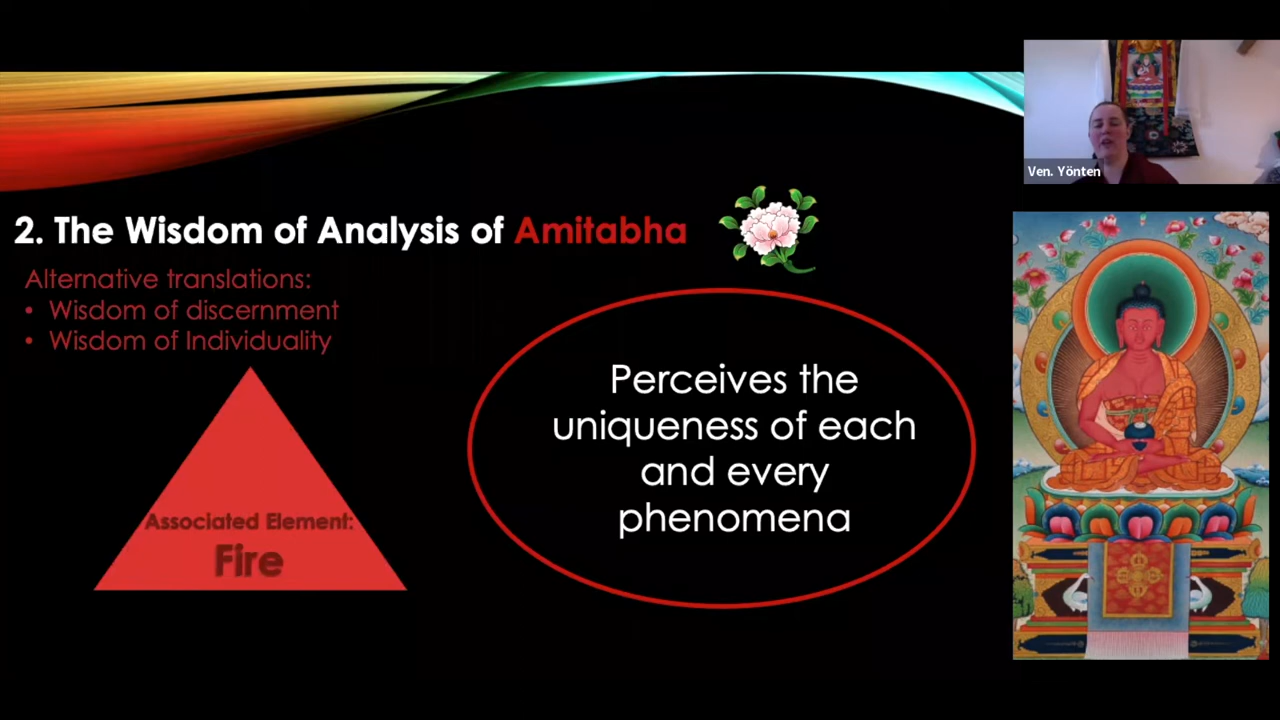 Ven. Yönten
2. The Wisdom of Analysis of Amitabha
Alternative translations:
• Wisdom of discernment
• Wisdom of Individuality
Associated Element:
Fire
Perceives the
uniqueness of each
and every
phenomena